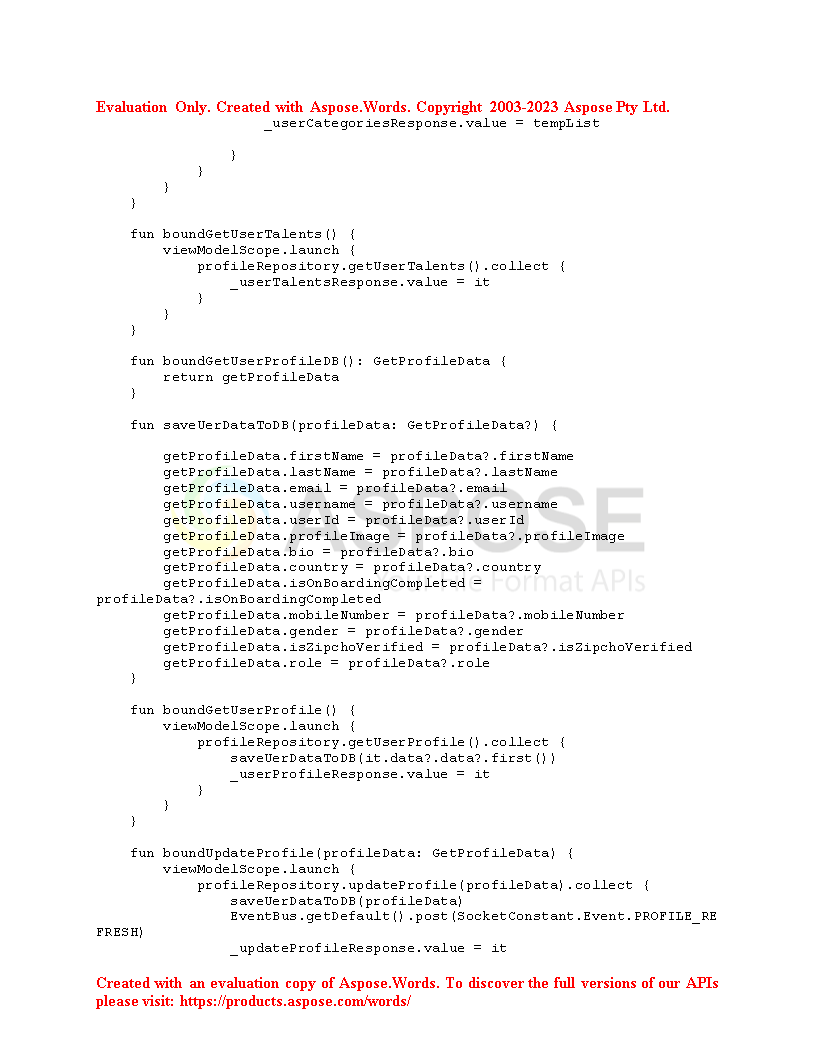 Evaluation Only. Created with Aspose.Words. Copyright 2003-2023 Aspose Pty Ltd.
_userCategoriesResponse.value = tempList
}
}
}
}
fun boundGetUserTalents() {
viewModelScope.launch {
profileRepository.getUserTalents().collect {
_userTalentsResponse.value = it
}
}
}
fun boundGetUserProfileDB(): GetProfileData {
return getProfileData
}
fun saveUerDataToDB(profileData: GetProfileData?) {
getProfileData.firstName = profileData?.firstName
getProfileData.lastName = profileData?.lastName
getProfileData.email = profileData?.email
getProfileData.username = profileData?.username
getProfileData.userId = profileData?.userId
getProfileData.profileImage = profileData?.profileImage
getProfileData.bio = profileData?.bio
getProfileData.country = profileData?.country
getProfileData.isOnBoardingCompleted =
profileData?.isOnBoardingCompleted
getProfileData.mobileNumber = profileData?.mobileNumber
getProfileData.gender = profileData?.gender
getProfileData.isZipchoVerified = profileData?.isZipchoVerified
getProfileData.role = profileData?.role
}
fun boundGetUserProfile() {
viewModelScope.launch {
profileRepository.getUserProfile().collect {
saveUerDataToDB(it.data?.data?.first())
_userProfileResponse.value = it
}
}
}
fun boundUpdateProfile(profileData: GetProfileData) {
viewModelScope.launch {
profileRepository.updateProfile(profileData).collect {
saveUerDataToDB(profileData)
EventBus.getDefault().post(SocketConstant.Event.PROFILE_RE
FRESH)
_updateProfileResponse.value = it
Created with an evaluation copy of Aspose.Words. To discover the full versions of our APIs
please visit: https://products.aspose.com/words/
ASPOSE
Format APIs